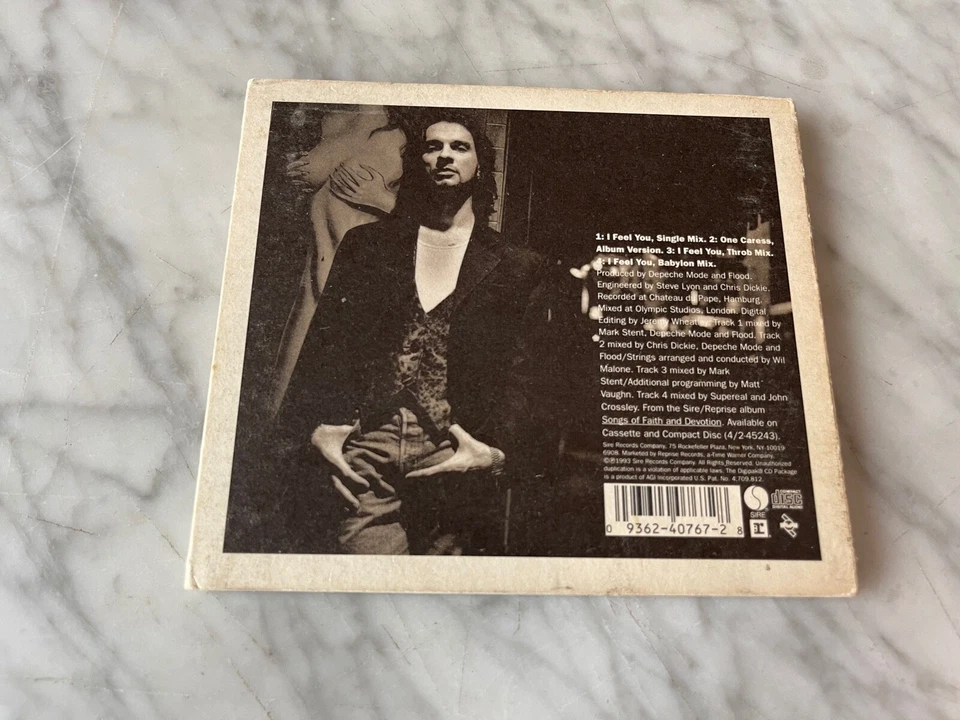 1: I Feel You, Single Mix. 2: One Caress,
Album Version. 3: I Feel You, Throb Mix.
4: I Feel You, Babylon Mix.
Produced by Depeche Mode and Flood.
Engineered by Steve Lyon and Chris Dickie.
Recorded at Chateau du Pape, Hamburg.
Mixed at Olympic Studios, London. Digital
Editing by Jeremy Wheatley. Track 1 mixed by
Mark Stent, Depeche Mode and Flood. Track
2 mixed by Chris Dickie, Depeche Mode and
Flood/Strings arranged and conducted by Wil
Malone. Track 3 mixed by Mark
Stent/Additional programming by Matt
Vaughn. Track 4 mixed by Supereal and John
Crossley. From the Sire/Reprise album
Songs of Faith and Devotion. Available on
Cassette and Compact Disc (4/2-45243).
Sire Records Company, 75 Rockefeller Plaza, New York, NY 10019-
6908. Marketed by Reprise Records, a Time Warner Company.
©℗1993 Sire Records Company. All Rights Reserved. Unauthorized
duplication is a violation of applicable laws. The Digipak® CD Package
is a product of AGI Incorporated U.S. Pat. No. 4,709,812.
0 9362-40767-2 8
SIRE
COMPACT
disc
DIGITAL AUDIO
r